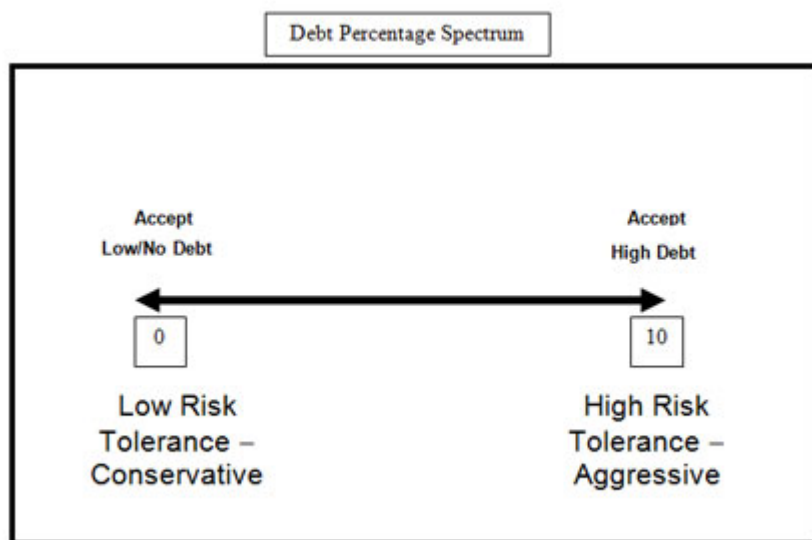 Debt Percentage Spectrum
Accept
Low/No Debt
Accept
High Debt
0
10
Low Risk
Tolerance –
Conservative
High Risk
Tolerance –
Aggressive